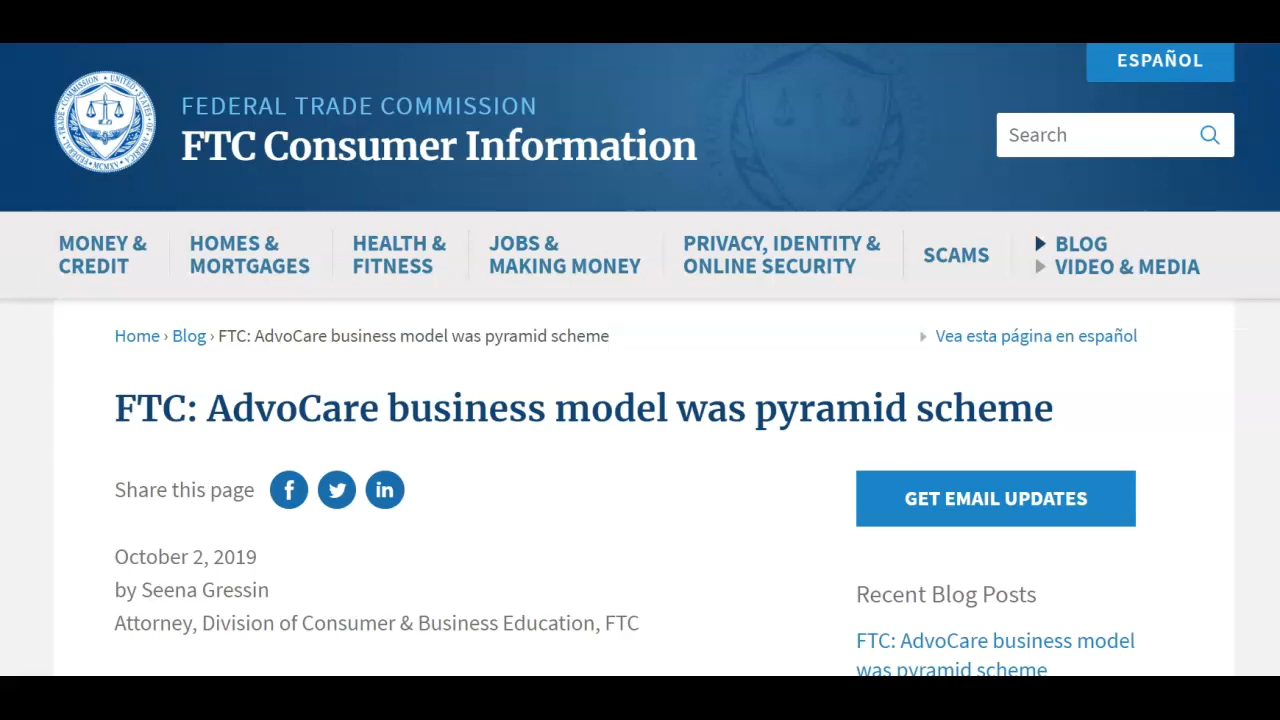 ESPAÑOL
FEDERAL TRADE COMMISSION
FTC Consumer Information
Search
MONEY &
CREDIT
HOMES &
MORTGAGES
HEALTH &
FITNESS
JOBS &
MAKING MONEY
PRIVACY, IDENTITY &
ONLINE SECURITY
SCAMS
BLOG
VIDEO & MEDIA
Home › Blog › FTC: AdvoCare business model was pyramid scheme
Vea esta página en español
FTC: AdvoCare business model was pyramid scheme
Share this page
GET EMAIL UPDATES
October 2, 2019
by Seena Gressin
Attorney, Division of Consumer & Business Education, FTC
Recent Blog Posts
FTC: AdvoCare business model
was pyramid scheme